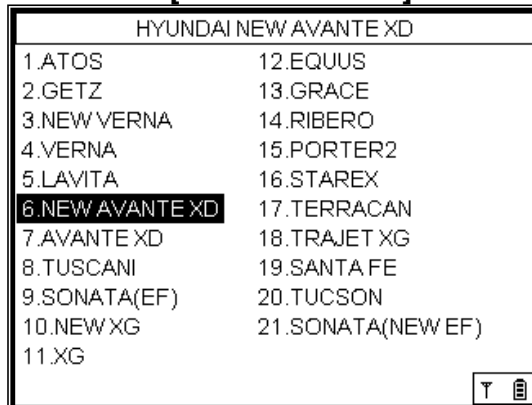 HYUNDAI NEW AVANTE XD
1.ATOS
2.GETZ
3.NEW VERNA
4.VERNA
5.LAVITA
6.NEW AVANTE XD
7.AVANTE XD
8.TUSCANI
9.SONATA(EF)
10.NEW XG
11.XG
12.EQUUS
13.GRACE
14.RIBERO
15.PORTER2
16.STAREX
17.TERRACAN
18.TRAJET XG
19.SANTA FE
20.TUCSON
21.SONATA(NEW EF)